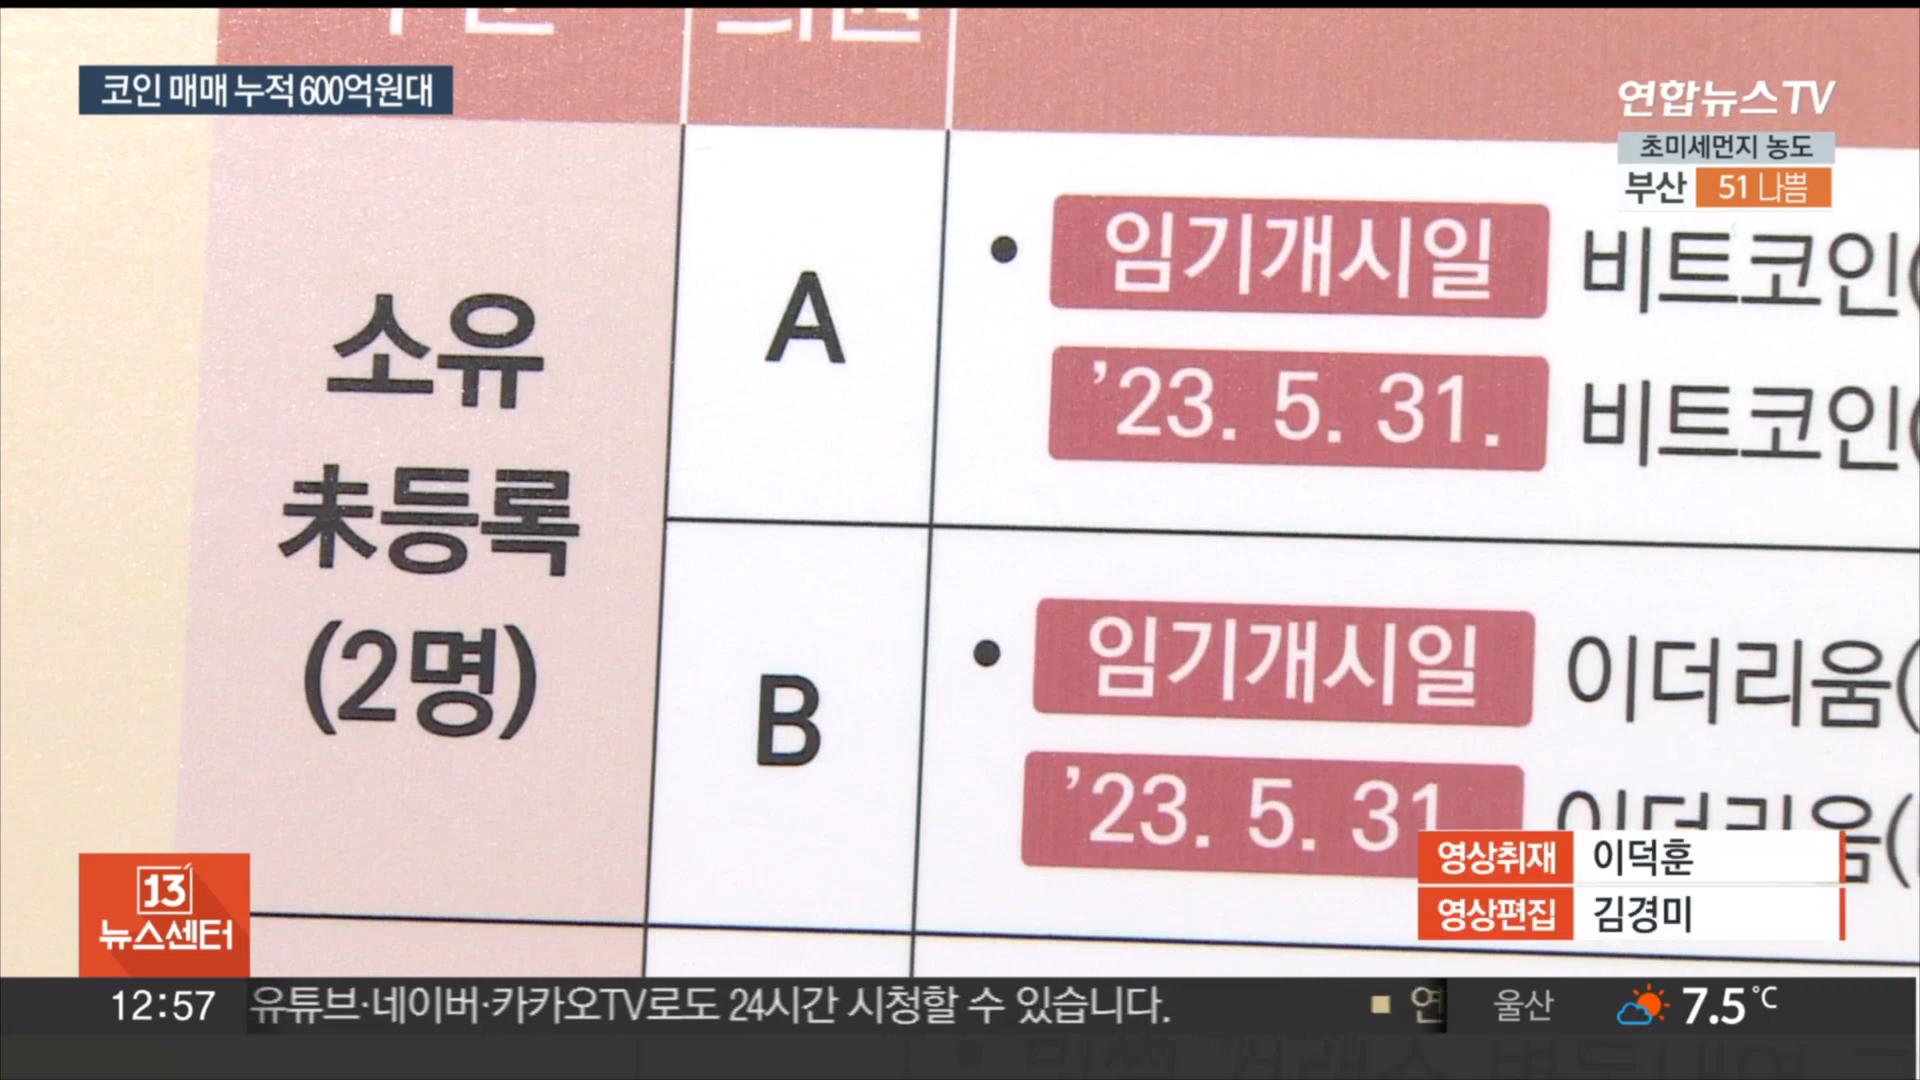 코인 매매 누적 600억원대
연합뉴스TV
초미세먼지 농도
부산 51 나쁨
소유
未등록
(2명)
A
• 임기개시일 비트코인(
’23. 5. 31. 비트코인(
B
• 임기개시일 이더리움(
’23. 5. 31 이더리움(
영상취재 이덕훈
영상편집 김경미
13
뉴스센터
12:57 유튜브·네이버·카카오TV로도 24시간 시청할 수 있습니다. ■ 연 울산 7.5℃